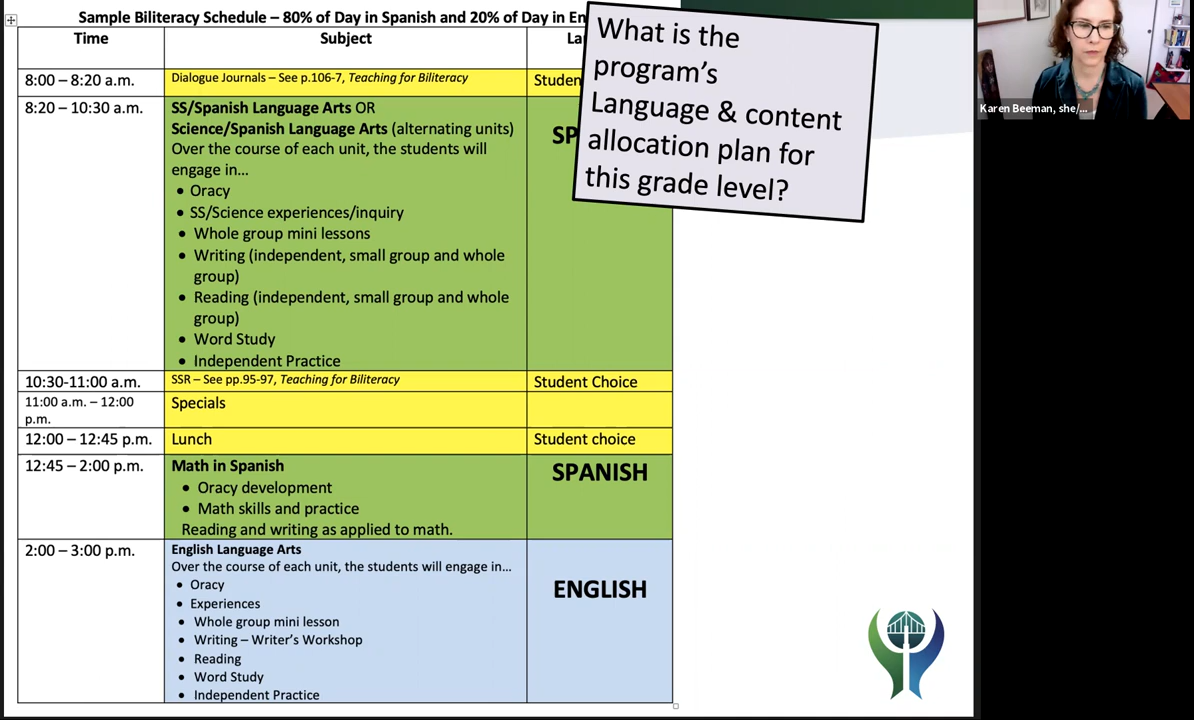 Sample Biliteracy Schedule – 80% of Day in Spanish and 20% of Day in En
Time Subject La
8:00 – 8:20 a.m. Dialogue Journals – See p.106-7, Teaching for Biliteracy Studen
8:20 – 10:30 a.m. SS/Spanish Language Arts OR
Science/Spanish Language Arts (alternating units)
Over the course of each unit, the students will
engage in...
• Oracy
• SS/Science experiences/inquiry
• Whole group mini lessons
• Writing (independent, small group and whole
group)
• Reading (independent, small group and whole
group)
• Word Study
• Independent Practice
SP
10:30-11:00 a.m. SSR – See pp.95-97, Teaching for Biliteracy Student Choice
11:00 a.m. – 12:00
p.m.
Specials
12:00 – 12:45 p.m. Lunch Student choice
12:45 – 2:00 p.m. Math in Spanish
• Oracy development
• Math skills and practice
Reading and writing as applied to math.
SPANISH
2:00 – 3:00 p.m. English Language Arts
Over the course of each unit, the students will engage in...
• Oracy
• Experiences
• Whole group mini lesson
• Writing – Writer's Workshop
• Reading
• Word Study
• Independent Practice
ENGLISH
What is the
program's
Language & content
allocation plan for
this grade level?
Karen Beeman, she/...